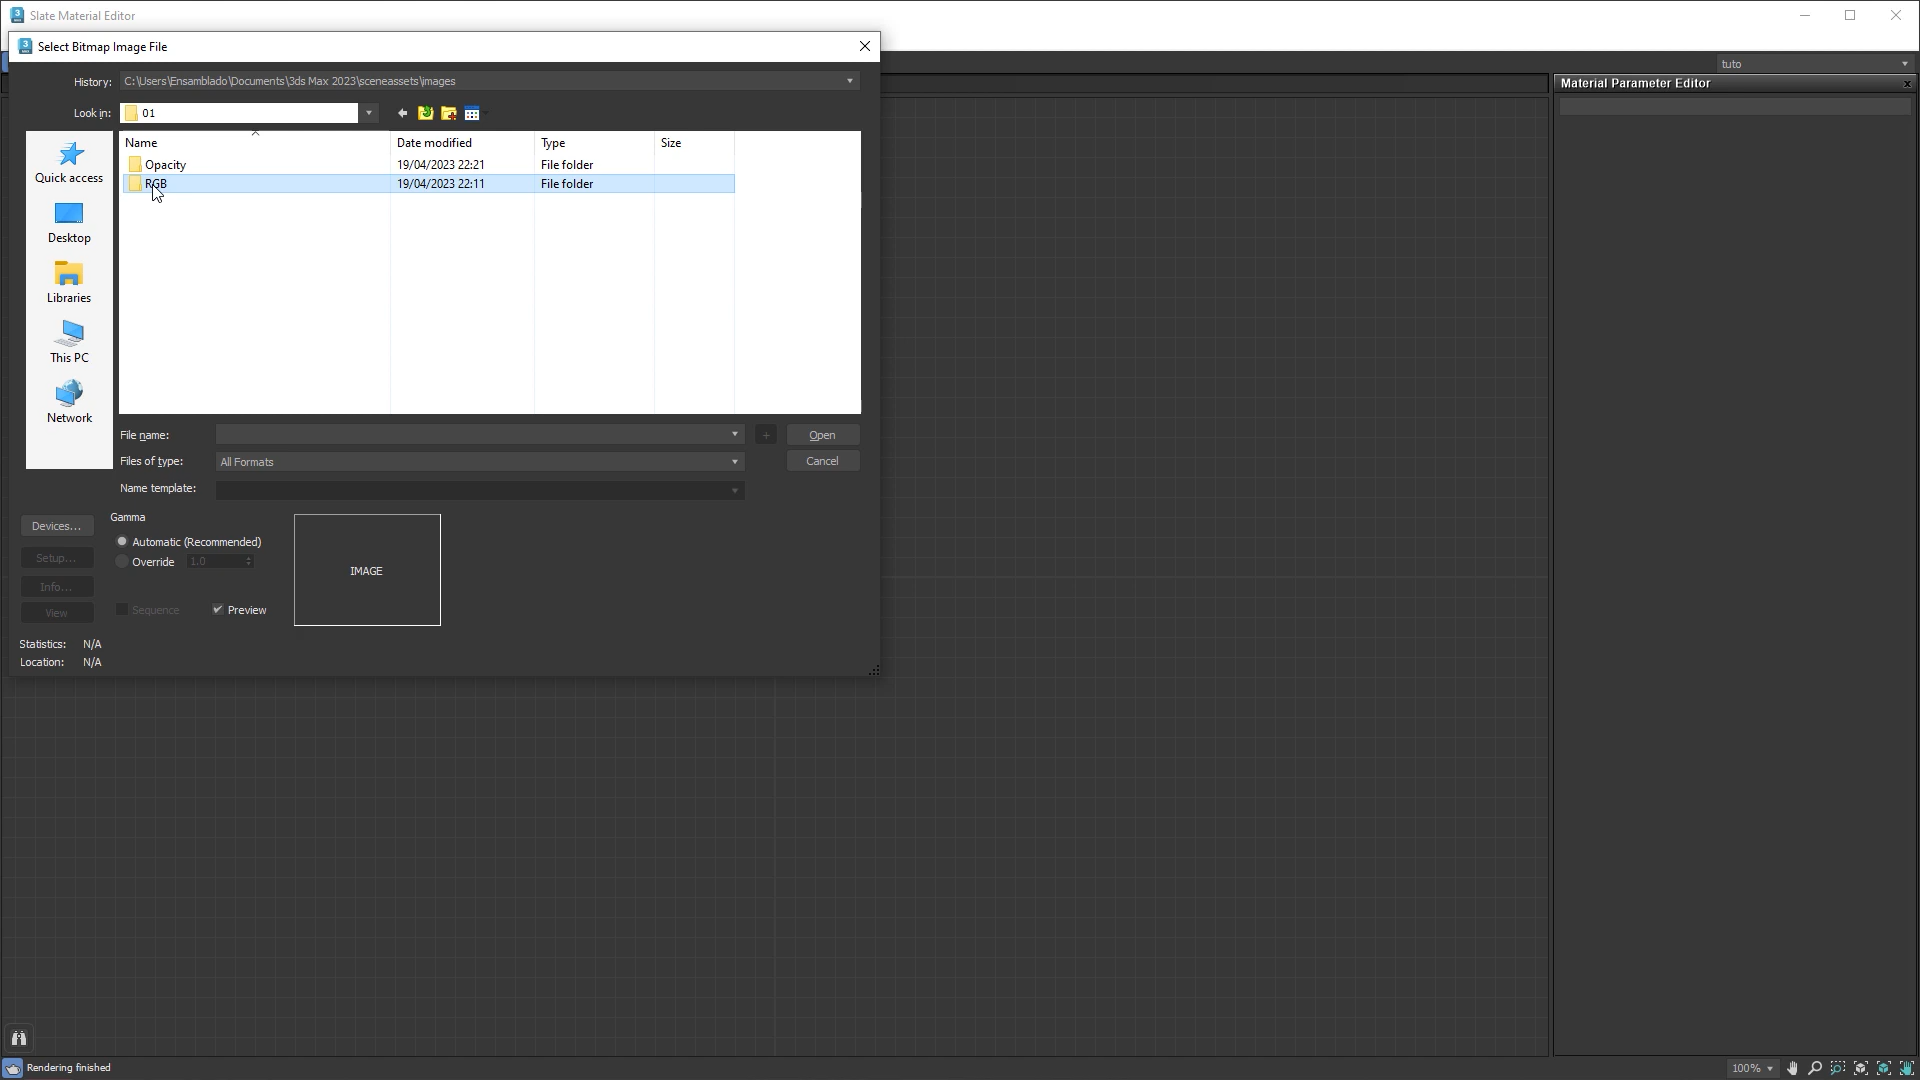 Slate Material Editor
Select Bitmap Image File
History: C:\Users\Ensamblado\Documents\3ds Max 2023\sceneassets\images
tuto
Material Parameter Editor
Look in: 01
Name Date modified Type Size
Opacity 19/04/2023 22:21 File folder
RGB 19/04/2023 22:11 File folder
Quick access
Desktop
Libraries
This PC
Network
File name: + Open
Files of type: All Formats Cancel
Name template:
Devices... Gamma
Automatic (Recommended)
Setup... Override 1.0
IMAGE
Info...
View Sequence Preview
Statistics: N/A
Location: N/A
Rendering finished
100%